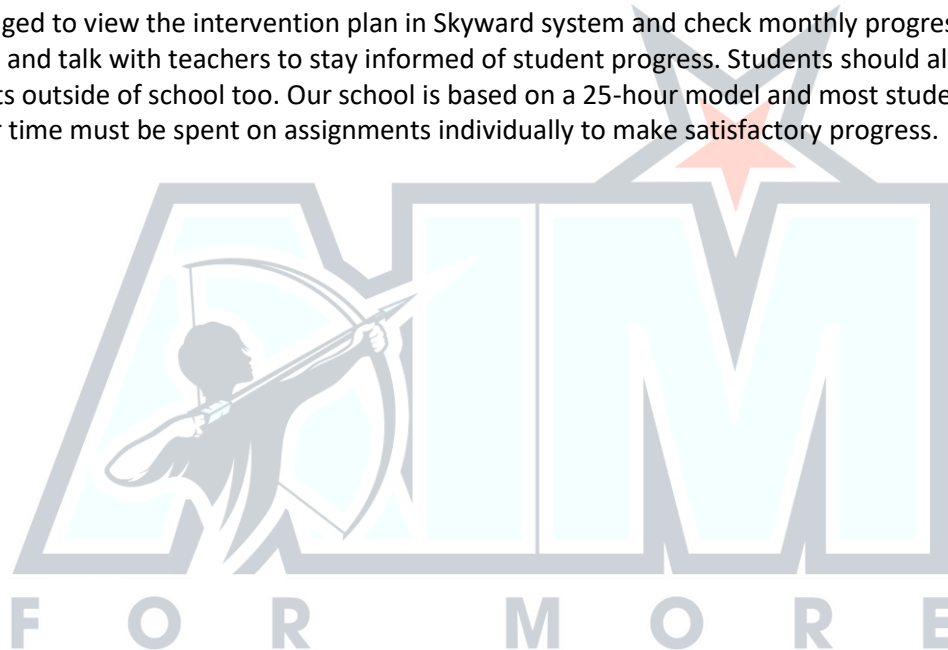 ged to view the intervention plan in Skyward system and check monthly progres
and talk with teachers to stay informed of student progress. Students should al
ts outside of school too. Our school is based on a 25-hour model and most stude
r time must be spent on assignments individually to make satisfactory progress.
AIM
FOR MORE